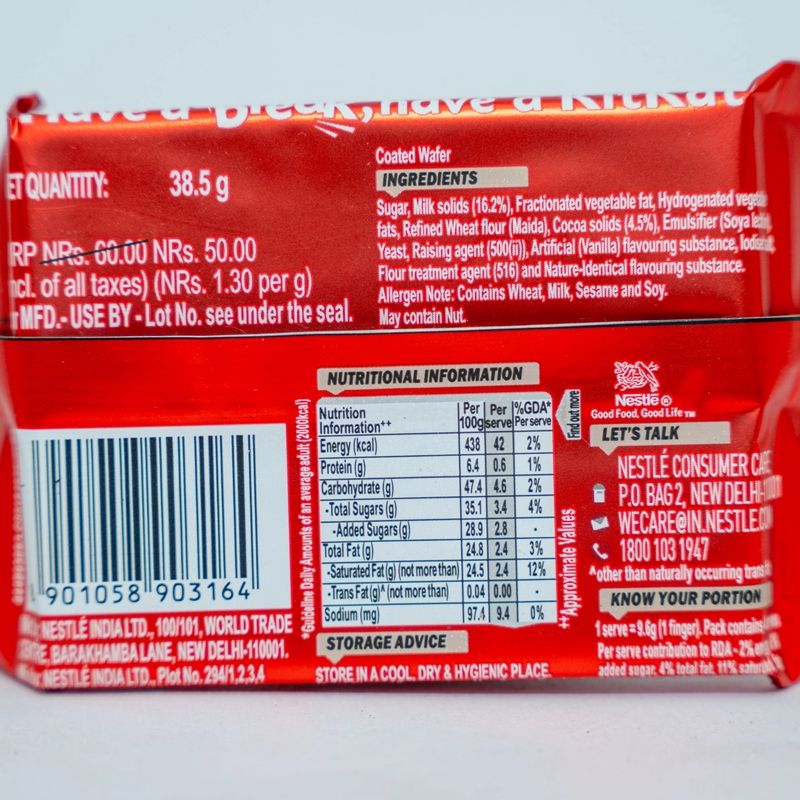 Have a Break, have a KitKat
ET QUANTITY: 38.5 g
RP NRs. 60.00 NRs. 50.00
ncl. of all taxes) (NRs. 1.30 per g)
r MFD.- USE BY - Lot No. see under the seal.
Coated Wafer
INGREDIENTS
Sugar, Milk solids (16.2%), Fractionated vegetable fat, Hydrogenated veget
fats, Refined Wheat flour (Maida), Cocoa solids (4.5%), Emulsifier (Soya lecit
Yeast, Raising agent (500(ii)), Artificial (Vanilla) flavouring substance, Iodise
Flour treatment agent (516) and Nature-Identical flavouring substance.
Allergen Note: Contains Wheat, Milk, Sesame and Soy.
May contain Nut.
901058 903164
NESTLÉ INDIA LTD., 100/101, WORLD TRADE
RE, BARAKHAMBA LANE, NEW DELHI-110001.
NESTLÉ INDIA LTD., Plot No. 294/1,2,3,4
*Guideline Daily Amounts of an average adult (2000kcal)
NUTRITIONAL INFORMATION
Nutrition Information++ Per 100g Per serve %GDA* Per serve
Energy (kcal) 438 42 2%
Protein (g) 6.4 0.6 1%
Carbohydrate (g) 47.4 4.6 2%
-Total Sugars (g) 35.1 3.4 4%
-Added Sugars (g) 28.9 2.8 -
Total Fat (g) 24.8 2.4 3%
-Saturated Fat (g) (not more than) 24.5 2.4 12%
-Trans Fat (g)^ (not more than) 0.04 0.00 -
Sodium (mg) 97.4 9.4 0%
++Approximate Values
STORAGE ADVICE
STORE IN A COOL, DRY & HYGIENIC PLACE.
Find out more
Nestlé ®
Good Food, Good Life TM
LET'S TALK
NESTLÉ CONSUMER CARE
P.O. BAG 2, NEW DELHI-
WECARE@IN.NESTLE.CO
1800 103 1947
^other than naturally occurring trans
KNOW YOUR PORTION
1 serve = 9.6g (1 finger). Pack contains
Per serve contribution to RDA - 2%
added sugar, 4% total fat, 11% satur